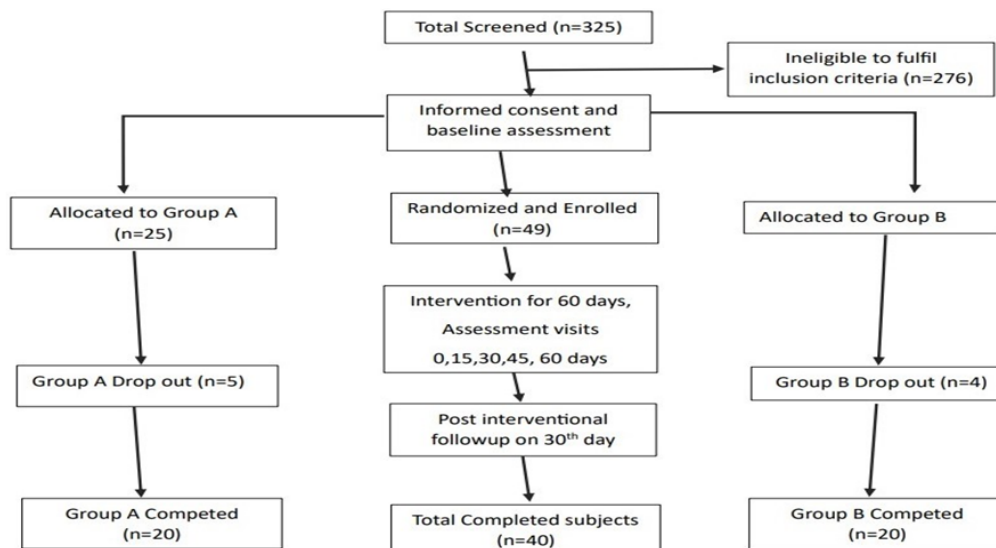 Total Screened (n=325)
Ineligible to fulfil
inclusion criteria (n=276)
Informed consent and
baseline assessment
Allocated to Group A
(n=25)
Randomized and Enrolled
(n=49)
Allocated to Group B
Intervention for 60 days,
Assessment visits
0,15,30,45, 60 days
Group A Drop out (n=5)
Group B Drop out (n=4)
Post interventional
followup on 30th day
Group A Competed
(n=20)
Total Completed subjects
(n=40)
Group B Competed
(n=20)